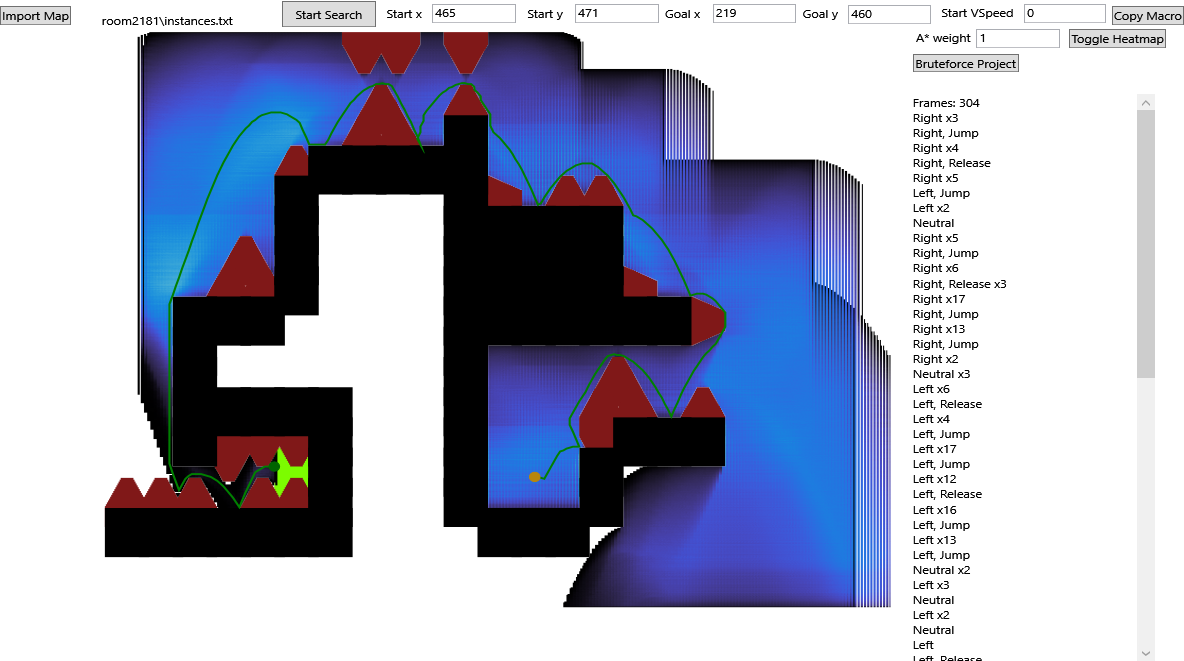 Import Map
room2181\instances.txt
Start Search
Start x 465
Start y 471
Goal x 219
Goal y 460
Start VSpeed 0
Copy Macro
A* weight 1
Toggle Heatmap
Bruteforce Project
Frames: 304
Right x3
Right, Jump
Right x4
Right, Release
Right x5
Left, Jump
Left x2
Neutral
Right x5
Right, Jump
Right x6
Right, Release x3
Right x17
Right, Jump
Right x13
Right, Jump
Right x2
Neutral x3
Left x6
Left, Release
Left x4
Left, Jump
Left x17
Left, Jump
Left x12
Left, Release
Left x16
Left, Jump
Left x13
Left, Jump
Neutral x2
Left x3
Neutral
Left x2
Neutral
Left
Left, Release